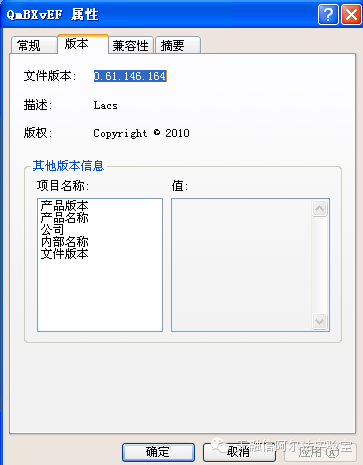 QmBXvEF 属性
常规 版本 兼容性 摘要
文件版本: 0.61.146.164
描述: Lacs
版权: Copyright © 2010
其他版本信息
项目名称: 值:
产品版本
产品名称
公司
内部名称
文件版本
天融信阿尔法实验室
确定 取消 应用(A)